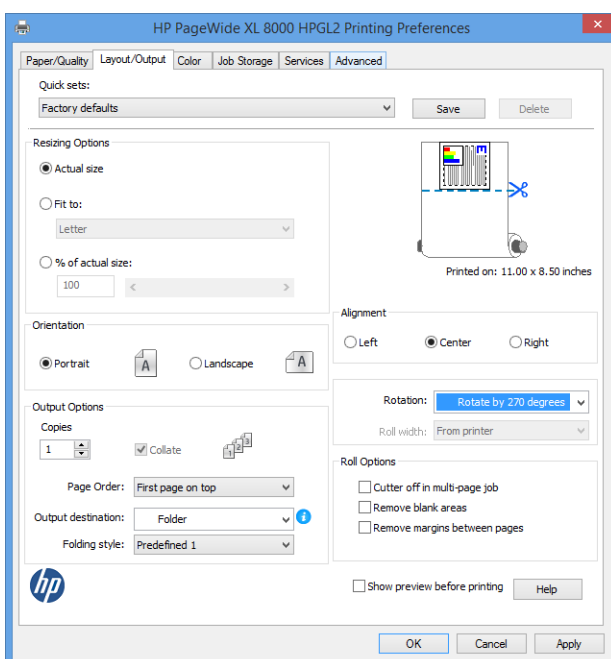 HP PageWide XL 8000 HPGL2 Printing Preferences
Paper/Quality Layout/Output Color Job Storage Services Advanced
Quick sets:
Factory defaults Save Delete
Resizing Options
Actual size
Fit to:
Letter
% of actual size:
100
Printed on: 11.00 x 8.50 inches
Orientation
Portrait A Landscape A
Alignment
Left Center Right
Rotation: Rotate by 270 degrees
Roll width: From printer
Output Options
Copies
1 Collate 1 2 3
Page Order: First page on top
Output destination: Folder i
Folding style: Predefined 1
Roll Options
Cutter off in multi-page job
Remove blank areas
Remove margins between pages
hp
Show preview before printing Help
OK Cancel Apply